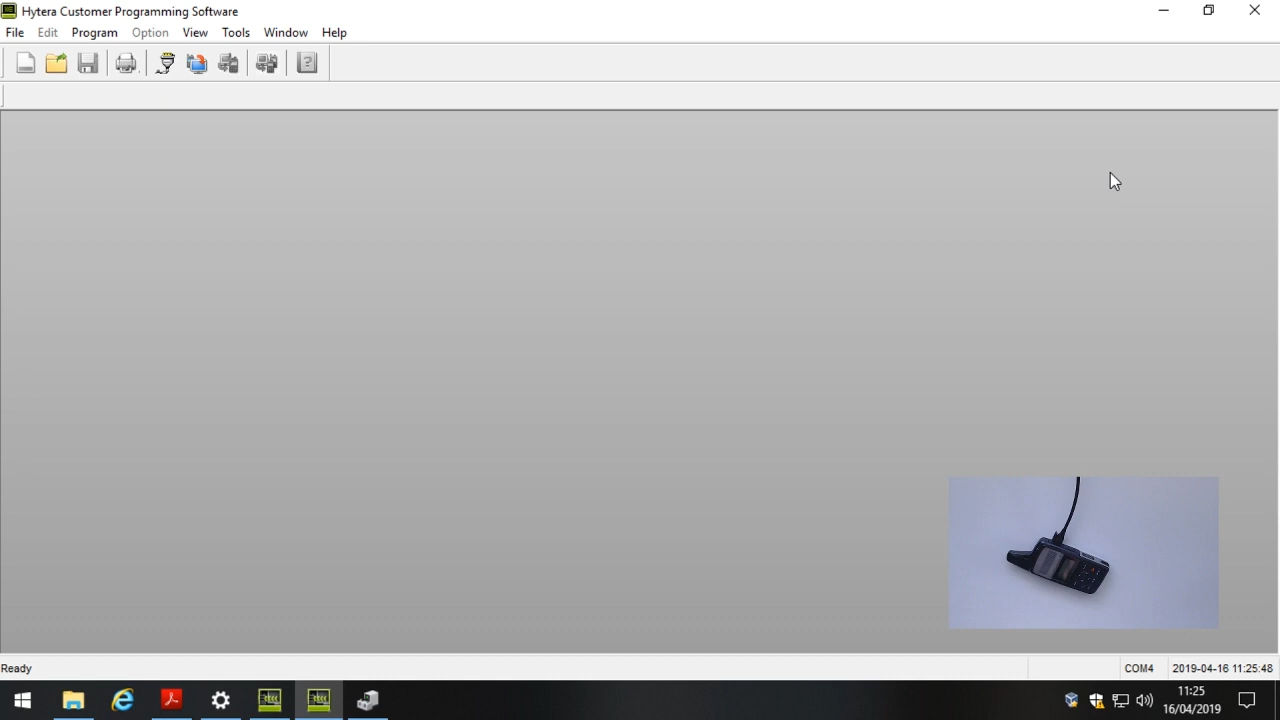 Hytera Customer Programming Software
File Edit Program Option View Tools Window Help
Ready
COM4 2019-04-16 11:25:48
11:25
16/04/2019